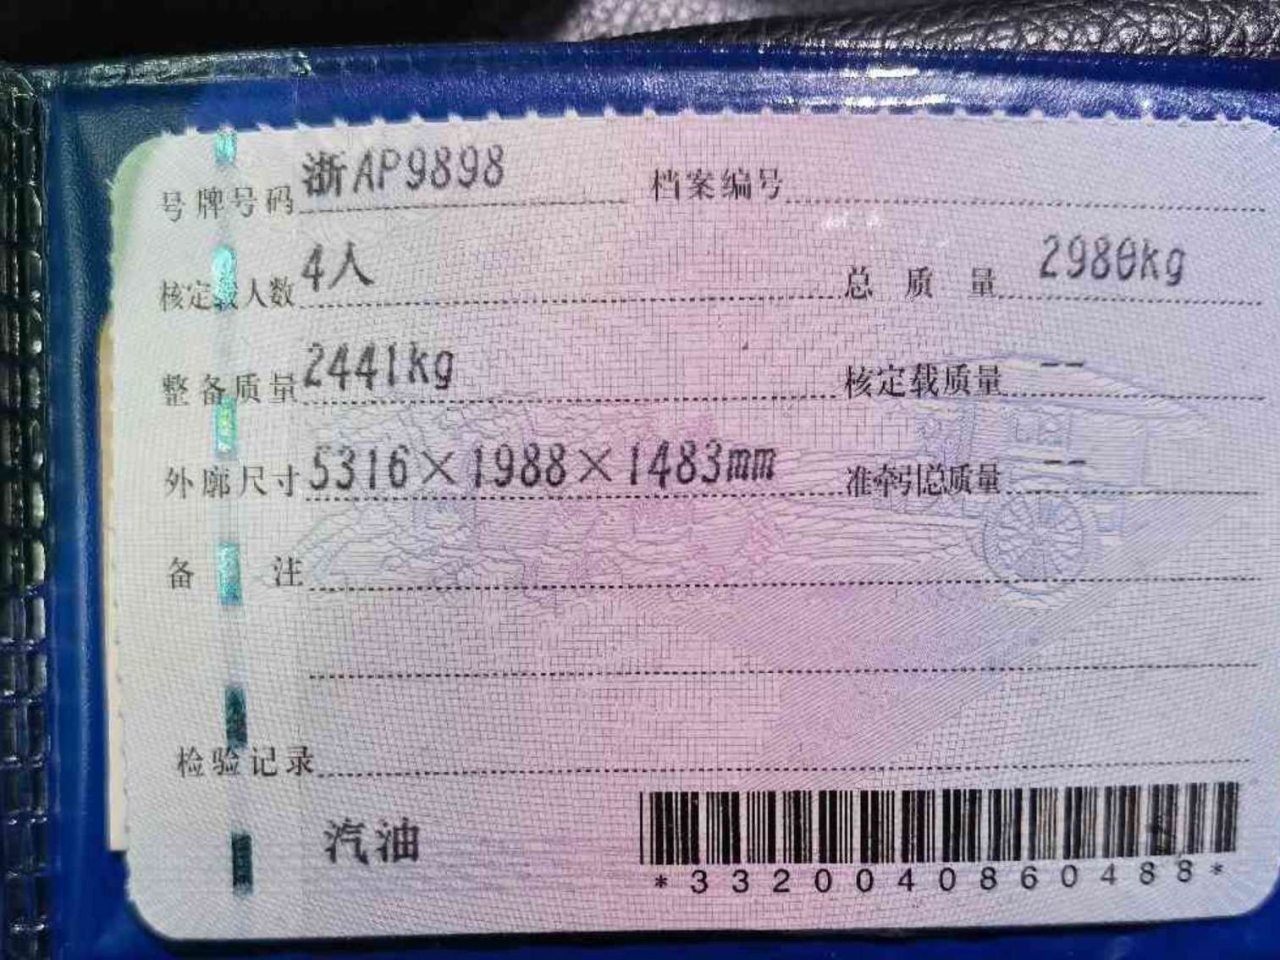 号牌号码 浙AP9898 档案编号
核定载人数 4人 总质量 2980kg
整备质量 2441kg 核定载质量 --
外廓尺寸 5316×1988×1483mm 准牵引总质量 --
备注
检验记录
汽油
*3320040860488*